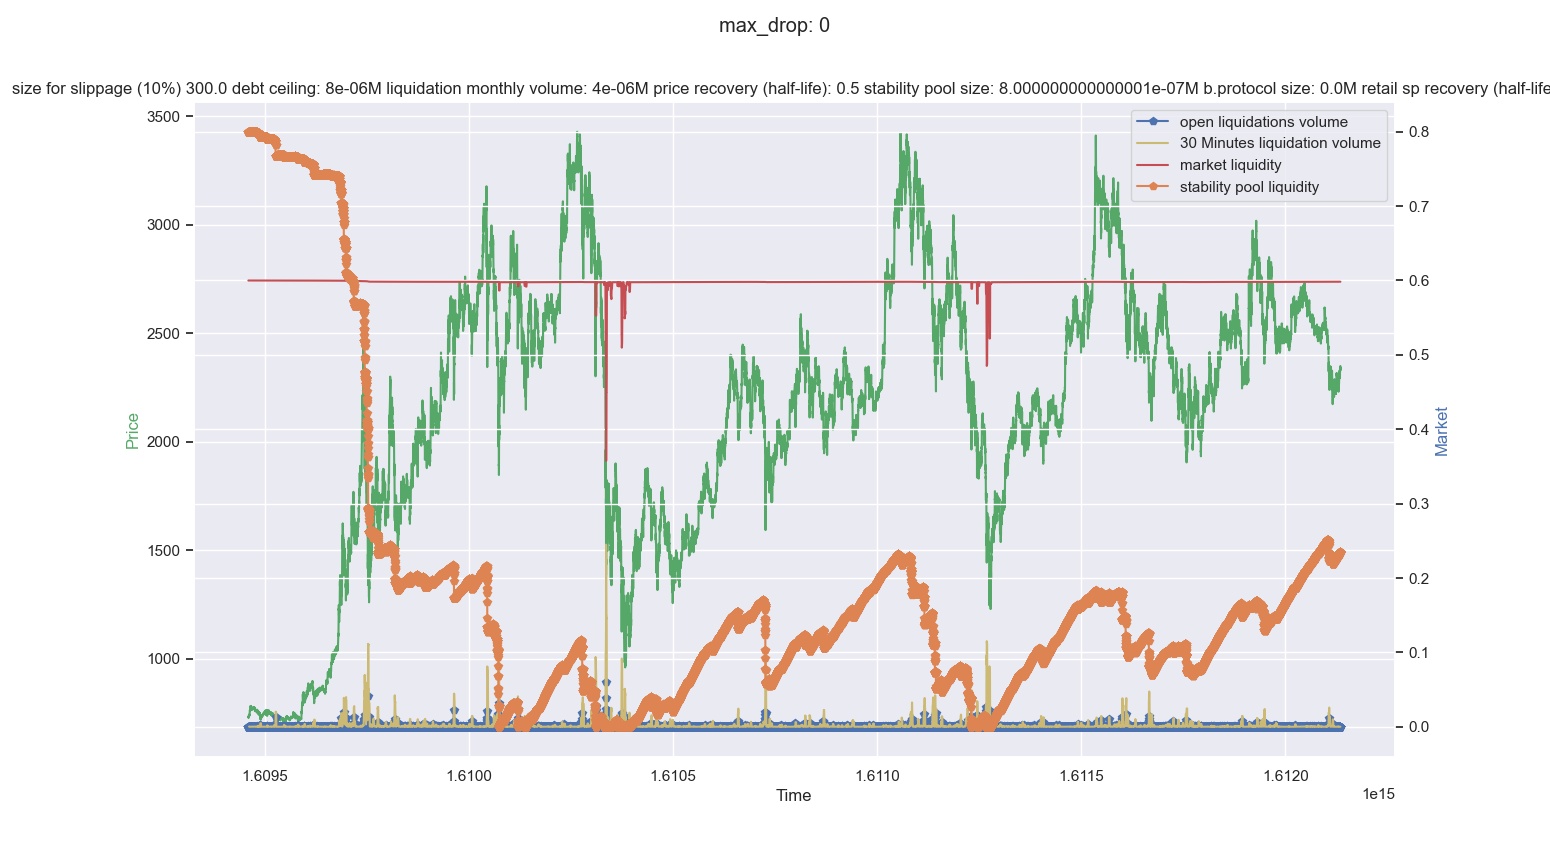 max_drop: 0
size for slippage (10%) 300.0 debt ceiling: 8e-06M liquidation monthly volume: 4e-06M price recovery (half-life): 0.5 stability pool size: 8.000000000000001e-07M b.protocol size: 0.0M retail sp recovery (half-life
3500
3000
2500
2000
1500
1000
Price
open liquidations volume
30 Minutes liquidation volume
market liquidity
stability pool liquidity
0.8
0.7
0.6
0.5
0.4
0.3
0.2
0.1
0.0
Market
1.6095 1.6100 1.6105 1.6110 1.6115 1.6120
Time
1e15